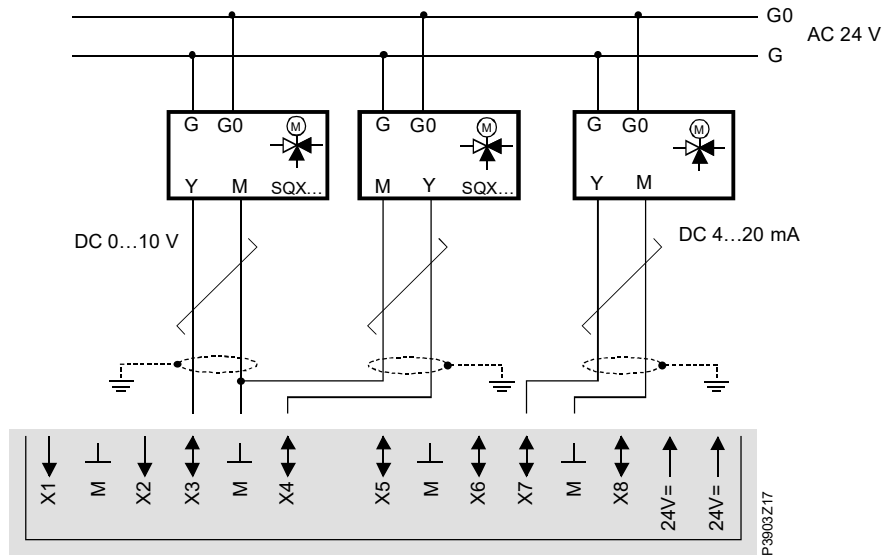 G0
AC 24 V
G
G G0
M
Y M SQX...
G G0
M
M Y SQX...
G G0
M
Y M
DC 0...10 V
DC 4...20 mA
X1
M
X2
X3
M
X4
X5
M
X6
X7
M
X8
24V=
24V=
P3903Z17